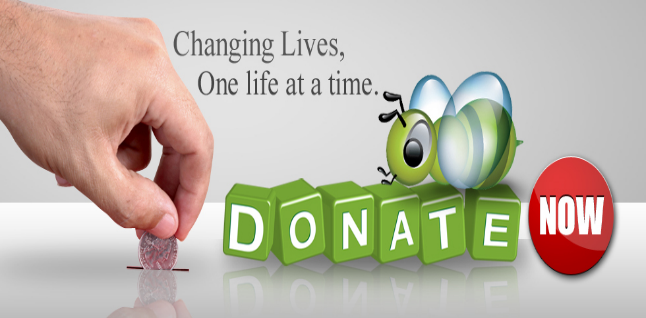 Changing Lives,
One life at a time.
DONATE
NOW